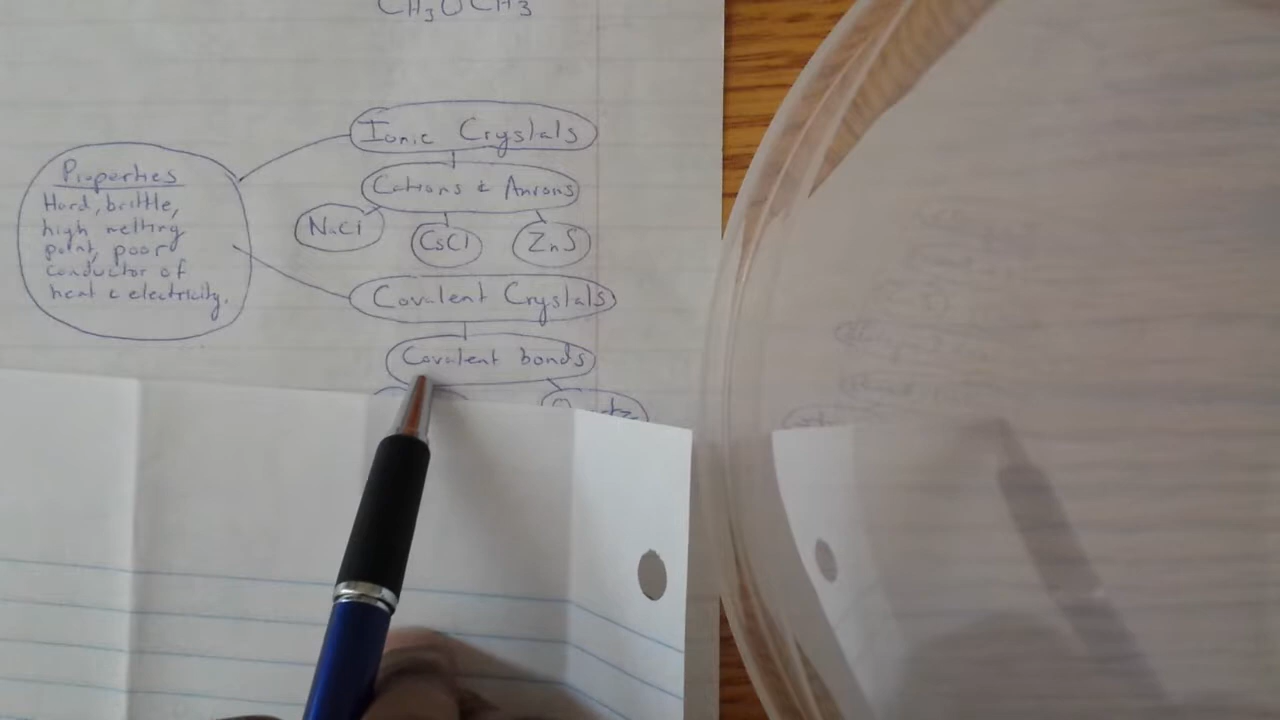 CH3OCH3
Ionic Crystals
Properties
Hard, brittle,
high melting
point, poor
conductor of
heat & electricity.
Cations & Anions
NaCl
CsCl
ZnS
Covalent Crystals
Covalent bonds